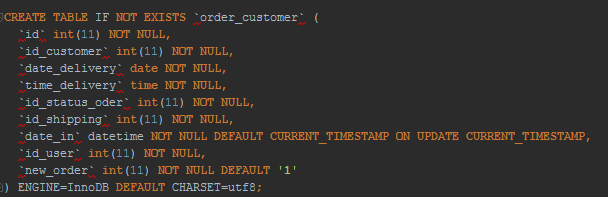 CREATE TABLE IF NOT EXISTS `order_customer` (
`id` int(11) NOT NULL,
`id_customer` int(11) NOT NULL,
`date_delivery` date NOT NULL,
`time_delivery` time NOT NULL,
`id_status_oder` int(11) NOT NULL,
`id_shipping` int(11) NOT NULL,
`date_in` datetime NOT NULL DEFAULT CURRENT_TIMESTAMP ON UPDATE CURRENT_TIMESTAMP,
`id_user` int(11) NOT NULL,
`new_order` int(11) NOT NULL DEFAULT '1'
) ENGINE=InnoDB DEFAULT CHARSET=utf8;